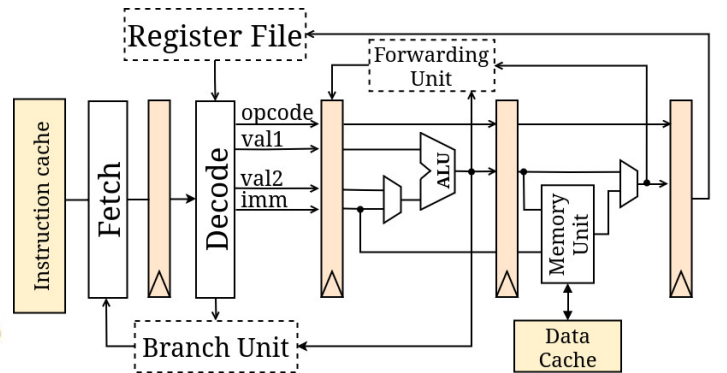 Register File
Forwarding
Unit
Instruction cache
Fetch
Decode
opcode
val1
val2
imm
ALU
Memory
Unit
Branch Unit
Data
Cache